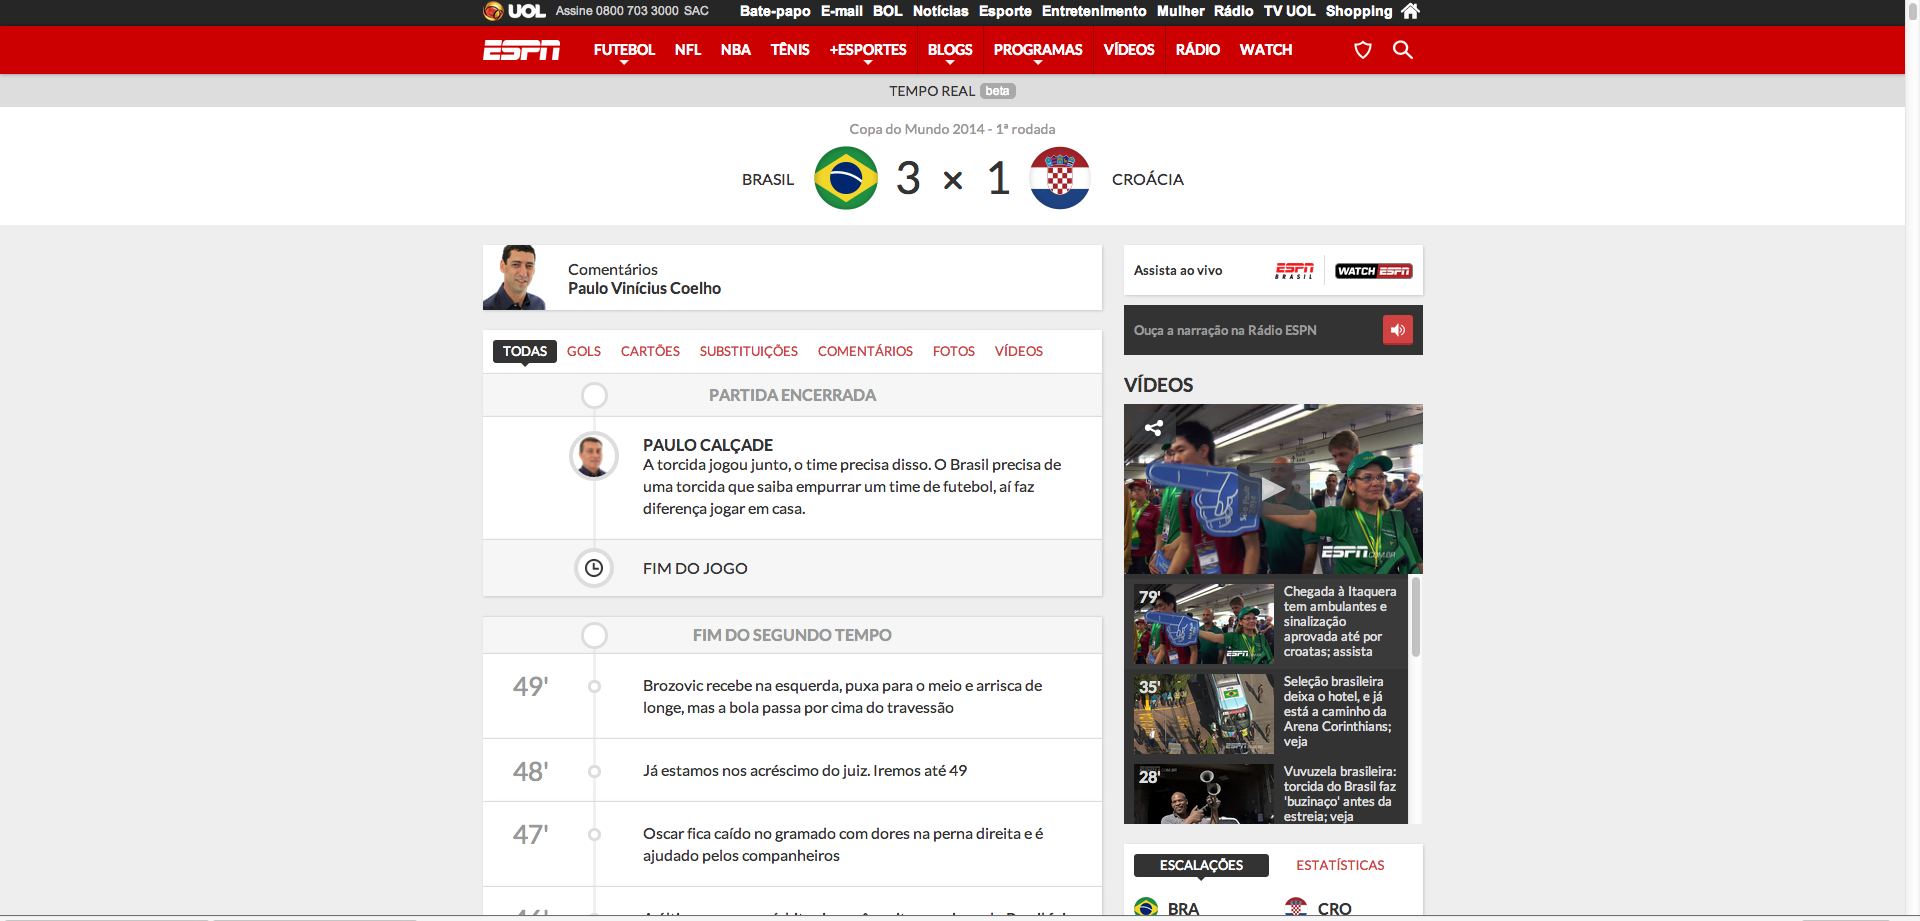 UOL Assine 0800 703 3000 SAC Bate-papo E-mail BOL Notícias Esporte Entretenimento Mulher Rádio TV UOL Shopping
ESPN FUTEBOL NFL NBA TÊNIS +ESPORTES BLOGS PROGRAMAS VÍDEOS RÁDIO WATCH
TEMPO REAL beta
Copa do Mundo 2014 - 1ª rodada
BRASIL 3 × 1 CROÁCIA
Comentários
Paulo Vinícius Coelho
TODAS GOLS CARTÕES SUBSTITUIÇÕES COMENTÁRIOS FOTOS VÍDEOS
PARTIDA ENCERRADA
PAULO CALÇADE
A torcida jogou junto, o time precisa disso. O Brasil precisa de
uma torcida que saiba empurrar um time de futebol, aí faz
diferença jogar em casa.
FIM DO JOGO
FIM DO SEGUNDO TEMPO
49' Brozovic recebe na esquerda, puxa para o meio e arrisca de
longe, mas a bola passa por cima do travessão
48' Já estamos nos acréscimo do juiz. Iremos até 49
47' Oscar fica caído no gramado com dores na perna direita e é
ajudado pelos companheiros
Assista ao vivo ESPN BRASIL WATCH ESPN
Ouça a narração na Rádio ESPN
VÍDEOS
ESPN.COM.BR
79'
Chegada à Itaquera
tem ambulantes e
sinalização
aprovada até por
croatas; assista
35'
Seleção brasileira
deixa o hotel, e já
está a caminho da
Arena Corinthians;
veja
28'
Vuvuzela brasileira:
torcida do Brasil faz
'buzinaço' antes da
estreia; veja
ESCALAÇÕES ESTATÍSTICAS
BRA CRO